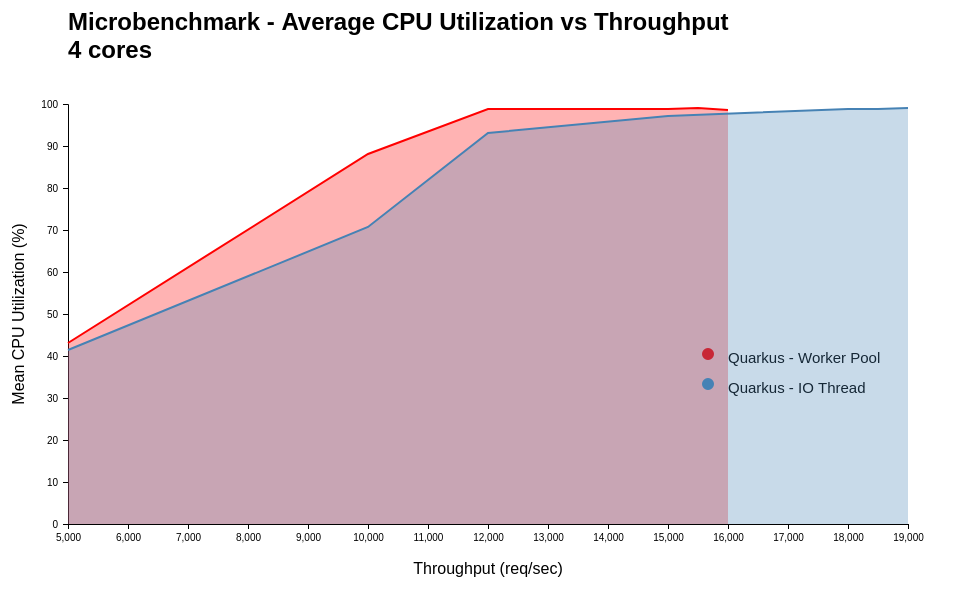 Microbenchmark - Average CPU Utilization vs Throughput
4 cores
100
90
80
70
60
50
40
30
20
10
0
Mean CPU Utilization (%)
Quarkus - Worker Pool
Quarkus - IO Thread
5,000 6,000 7,000 8,000 9,000 10,000 11,000 12,000 13,000 14,000 15,000 16,000 17,000 18,000 19,000
Throughput (req/sec)